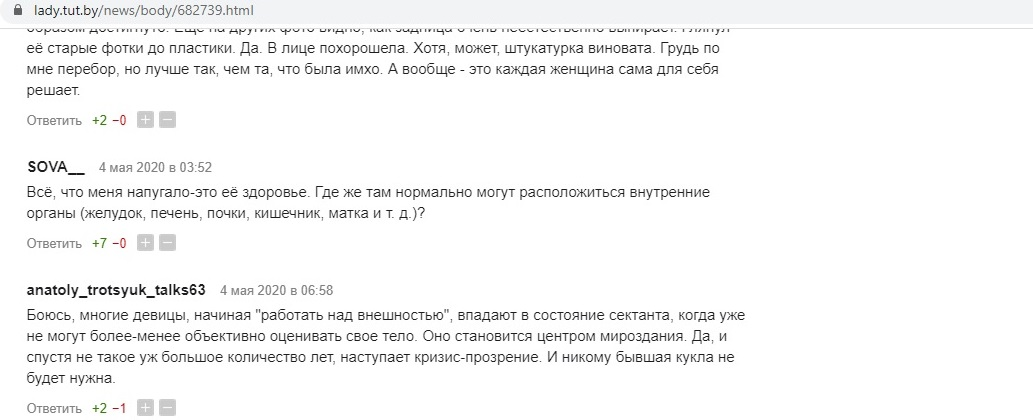 lady.tut.by/news/body/682739.html
образом достигнуто. Еще на других фото видно, как задница очень неестественно выпирает. Глянул
её старые фотки до пластики. Да. В лице похорошела. Хотя, может, штукатурка виновата. Грудь по
мне перебор, но лучше так, чем та, что была имхо. А вообще - это каждая женщина сама для себя
решает.
Ответить +2 −0 + −
SOVA__ 4 мая 2020 в 03:52
Всё, что меня напугало-это её здоровье. Где же там нормально могут расположиться внутренние
органы (желудок, печень, почки, кишечник, матка и т. д.)?
Ответить +7 −0 + −
anatoly_trotsyuk_talks63 4 мая 2020 в 06:58
Боюсь, многие девицы, начиная "работать над внешностью", впадают в состояние сектанта, когда уже
не могут более-менее объективно оценивать свое тело. Оно становится центром мироздания. Да, и
спустя не такое уж большое количество лет, наступает кризис-прозрение. И никому бывшая кукла не
будет нужна.
Ответить +2 −1 + −